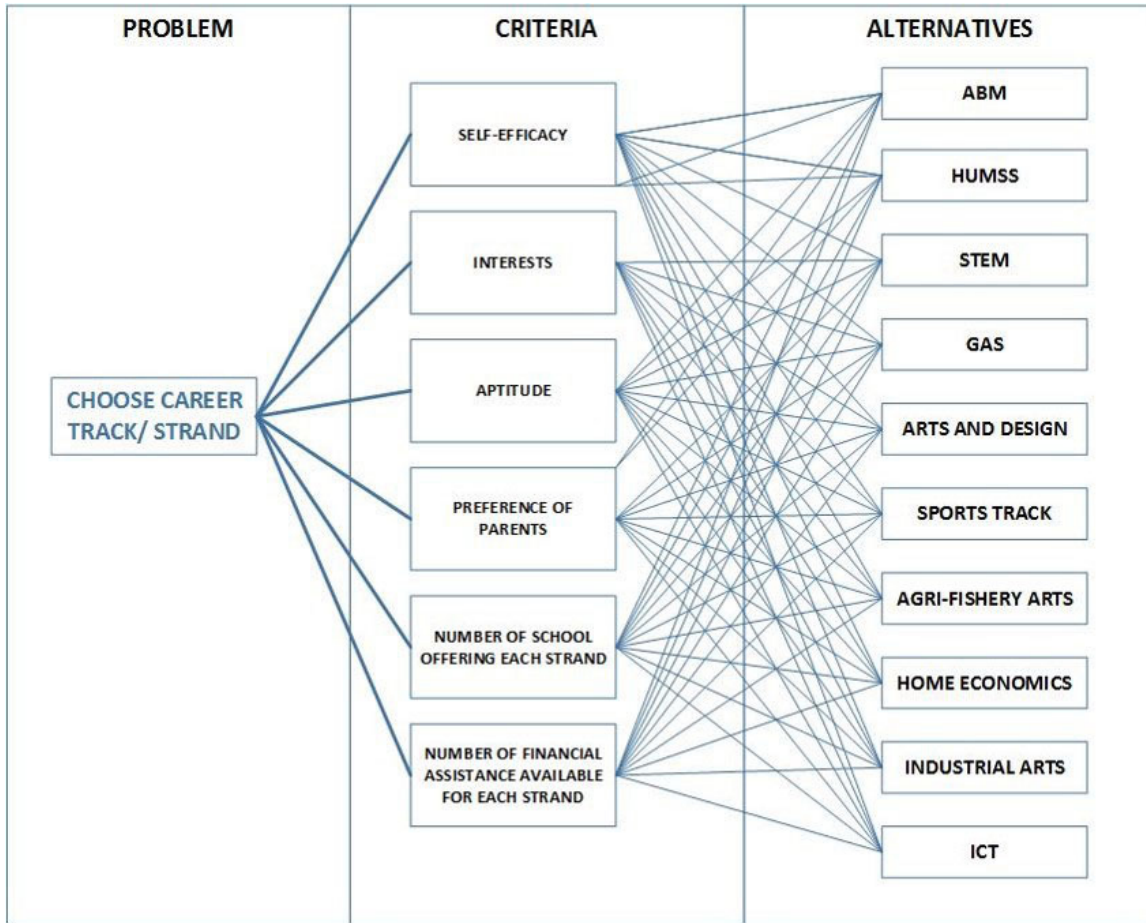 PROBLEM
CRITERIA
ALTERNATIVES
CHOOSE CAREER
TRACK/ STRAND
SELF-EFFICACY
INTERESTS
APTITUDE
PREFERENCE OF
PARENTS
NUMBER OF SCHOOL
OFFERING EACH STRAND
NUMBER OF FINANCIAL
ASSISTANCE AVAILABLE
FOR EACH STRAND
ABM
HUMSS
STEM
GAS
ARTS AND DESIGN
SPORTS TRACK
AGRI-FISHERY ARTS
HOME ECONOMICS
INDUSTRIAL ARTS
ICT